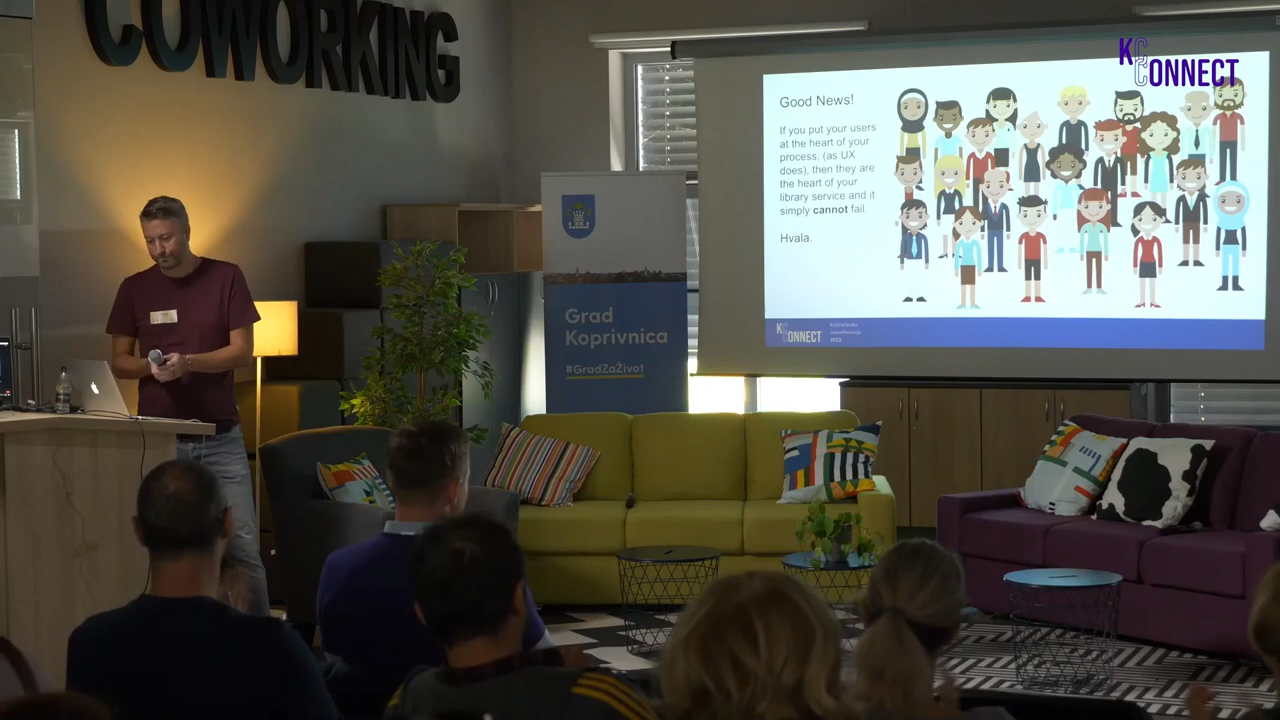 COWORKING
KC
CONNECT
Good News!
If you put your users
at the heart of your
process, (as UX
does), then they are
the heart of your
library service and it
simply cannot fail.
Hvala.
KC
CONNECT
2022.
Grad
Koprivnica
#GradZaŽivot